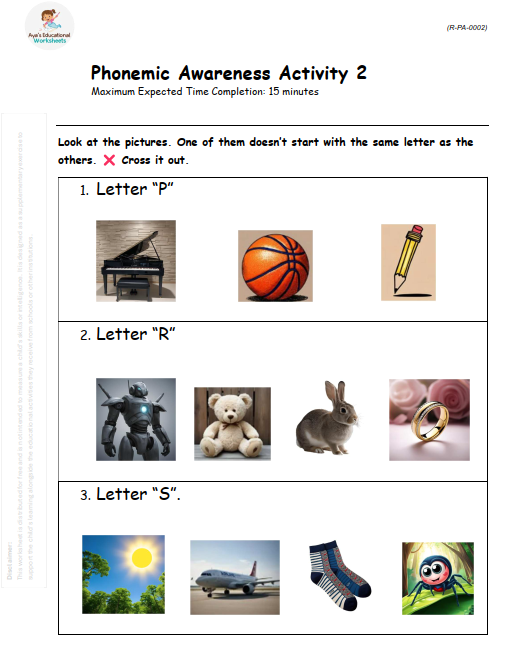 Aya's Educational
Worksheets
(R-PA-0002)
Phonemic Awareness Activity 2
Maximum Expected Time Completion: 15 minutes
Look at the pictures. One of them doesn't start with the same letter as the
others. ❌ Cross it out.
1. Letter "P"
2. Letter "R"
3. Letter "S".
Disclaimer:
This worksheet is distributed for free and is not intended to measure a child's skills or intelligence. It is designed as a supplementary exercise to
support the child's learning alongside the educational activities they receive from schools or other institutions.